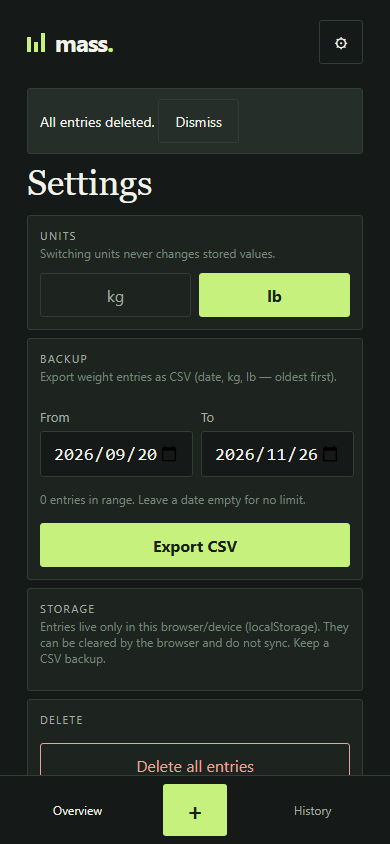 mass.
All entries deleted. Dismiss
Settings
UNITS
Switching units never changes stored values.
kg lb
BACKUP
Export weight entries as CSV (date, kg, lb — oldest first).
From To
2026/09/20 2026/11/26
0 entries in range. Leave a date empty for no limit.
Export CSV
STORAGE
Entries live only in this browser/device (localStorage). They
can be cleared by the browser and do not sync. Keep a
CSV backup.
DELETE
Delete all entries
Overview + History